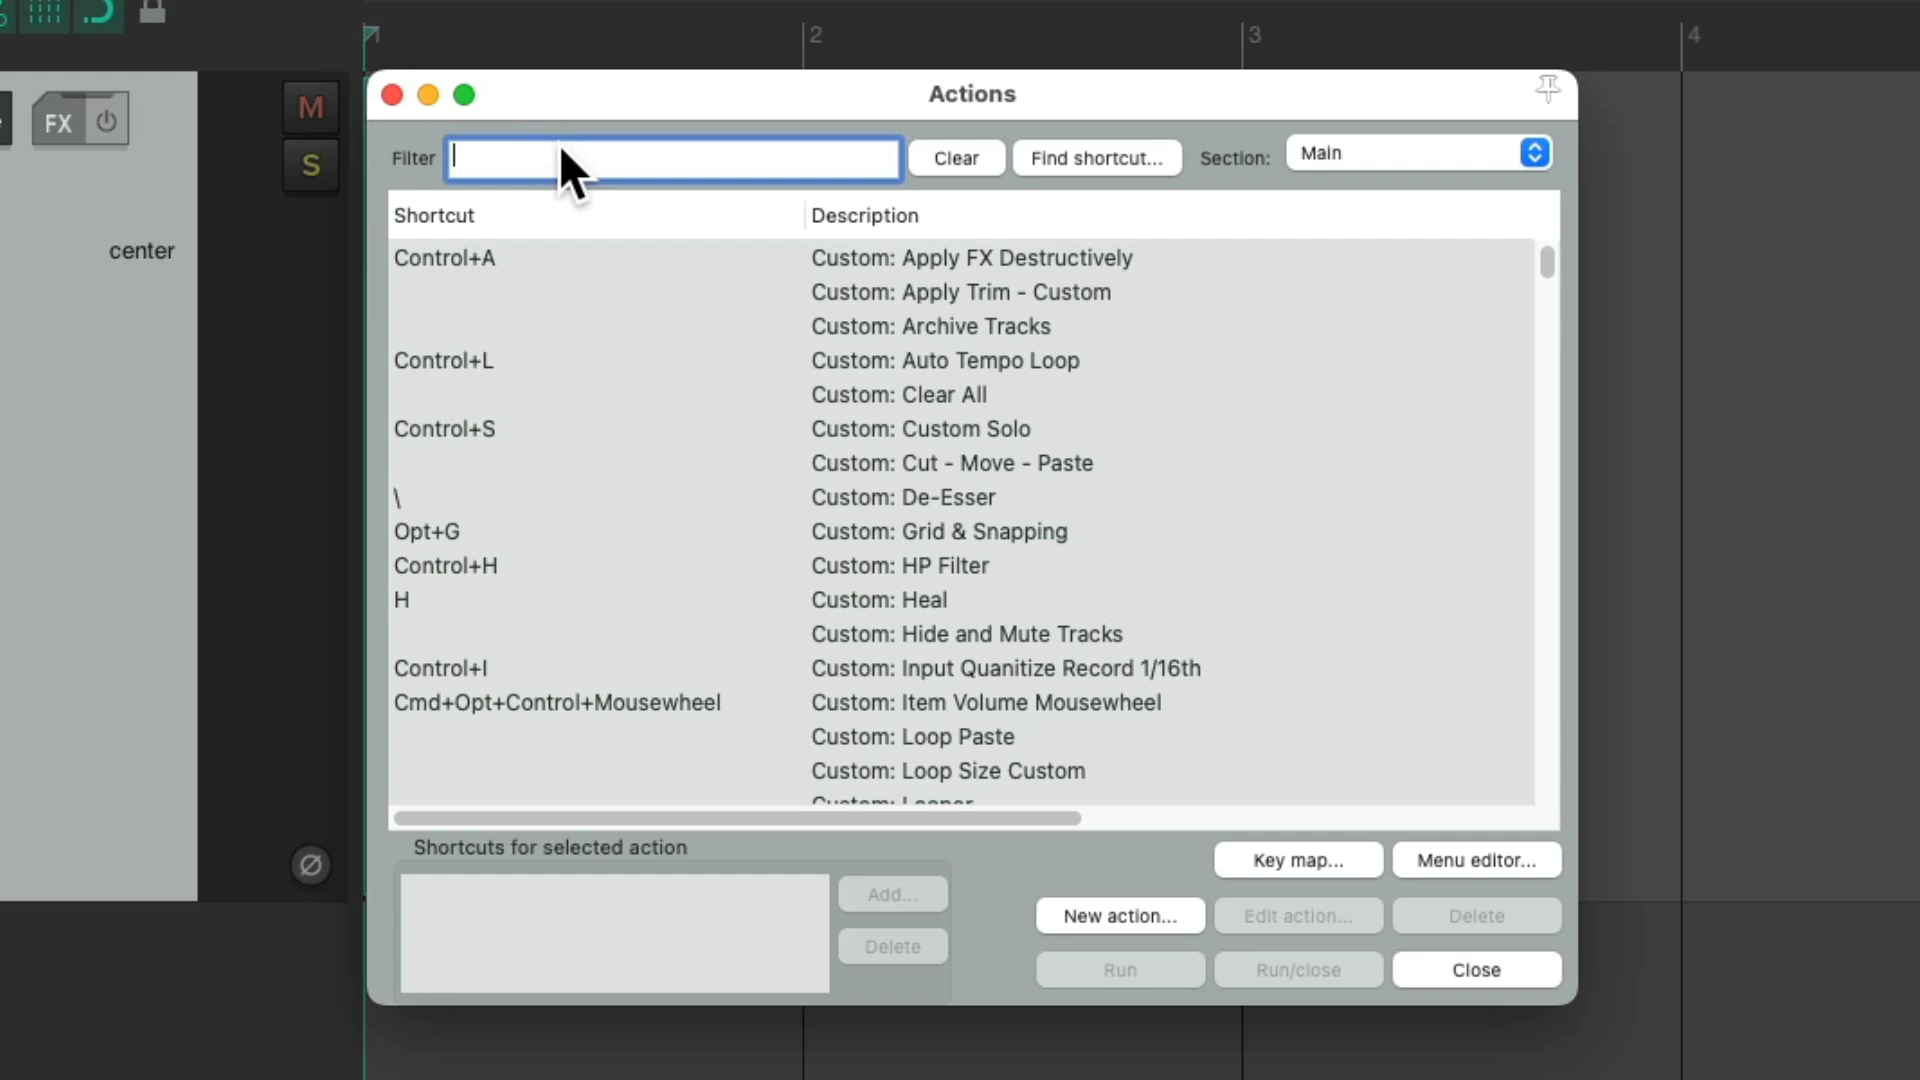 1
2
3
4
FX
M
S
center
Actions
Filter
Clear
Find shortcut...
Section:
Main
Shortcut
Description
Control+A
Custom: Apply FX Destructively
Custom: Apply Trim - Custom
Custom: Archive Tracks
Control+L
Custom: Auto Tempo Loop
Custom: Clear All
Control+S
Custom: Custom Solo
Custom: Cut - Move - Paste
\
Custom: De-Esser
Opt+G
Custom: Grid & Snapping
Control+H
Custom: HP Filter
H
Custom: Heal
Custom: Hide and Mute Tracks
Control+I
Custom: Input Quanitize Record 1/16th
Cmd+Opt+Control+Mousewheel
Custom: Item Volume Mousewheel
Custom: Loop Paste
Custom: Loop Size Custom
Custom: Looper
Shortcuts for selected action
Add...
Delete
Key map...
Menu editor...
New action...
Edit action...
Delete
Run
Run/close
Close